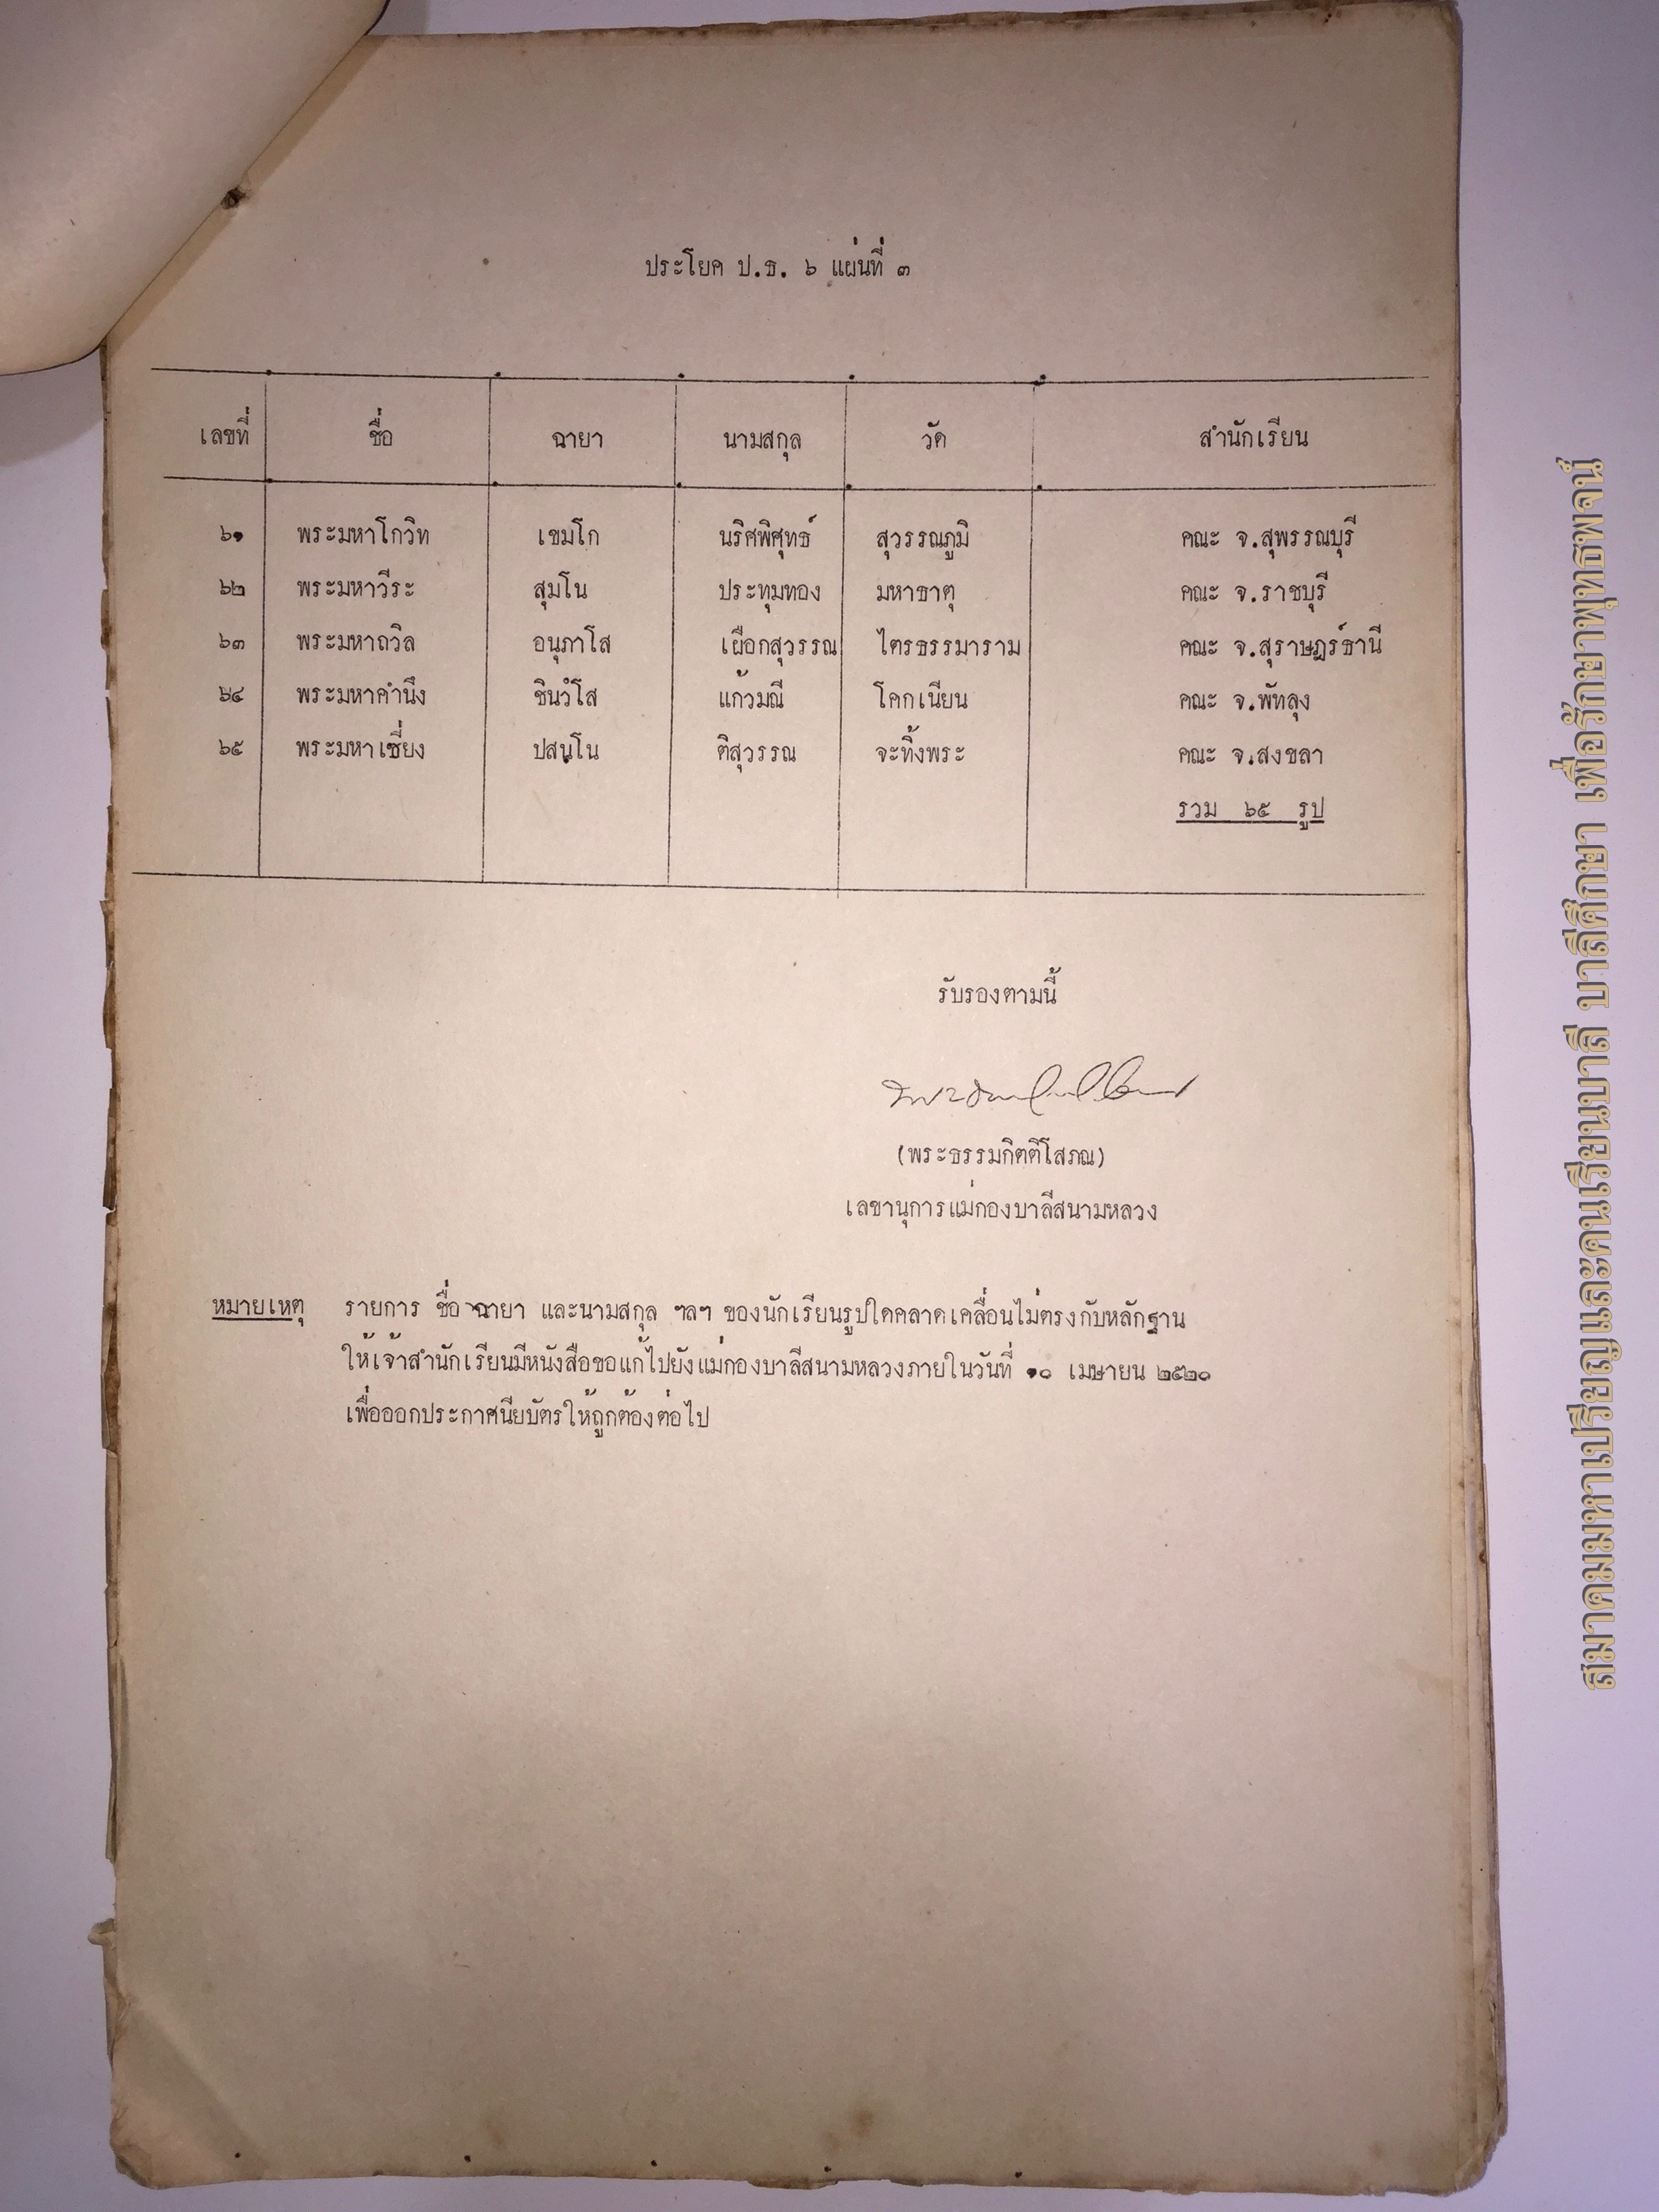 ประโยค ป.ธ. ๖ แผ่นที่ ๓
เลขที่ ชื่อ ฉายา นามสกุล วัด สำนักเรียน
๖๑ พระมหาโกวิท เขมโก นริศพิศุทธ์ สุวรรณภูมิ คณะ จ.สุพรรณบุรี
๖๒ พระมหาวีระ สุมโน ประทุมทอง มหาธาตุ คณะ จ.ราชบุรี
๖๓ พระมหาถวิล อนุภาโส เผือกสุวรรณ ไตรธรรมาราม คณะ จ.สุราษฎร์ธานี
๖๔ พระมหาคำนึง ชินวํโส แก้วมณี โคกเนียน คณะ จ.พัทลุง
๖๕ พระมหาเซี่ยง ปสนฺโน ติสุวรรณ จะทิ้งพระ คณะ จ.สงขลา
รวม ๖๕ รูป
รับรองตามนี้
(พระธรรมกิตติโสภณ)
เลขานุการแม่กองบาลีสนามหลวง
หมายเหตุ รายการ ชื่อ ฉายา และนามสกุล ฯลฯ ของนักเรียนรูปใดคลาดเคลื่อนไม่ตรงกับหลักฐาน
ให้เจ้าสำนักเรียนมีหนังสือขอแก้ไปยังแม่กองบาลีสนามหลวงภายในวันที่ ๑๐ เมษายน ๒๕๒๐
เพื่อออกประกาศนียบัตรให้ถูกต้องต่อไป
สมาคมมหาเปรียญและคนเรียนบาลี บาลีศึกษา เพื่อรักษาพุทธพจน์